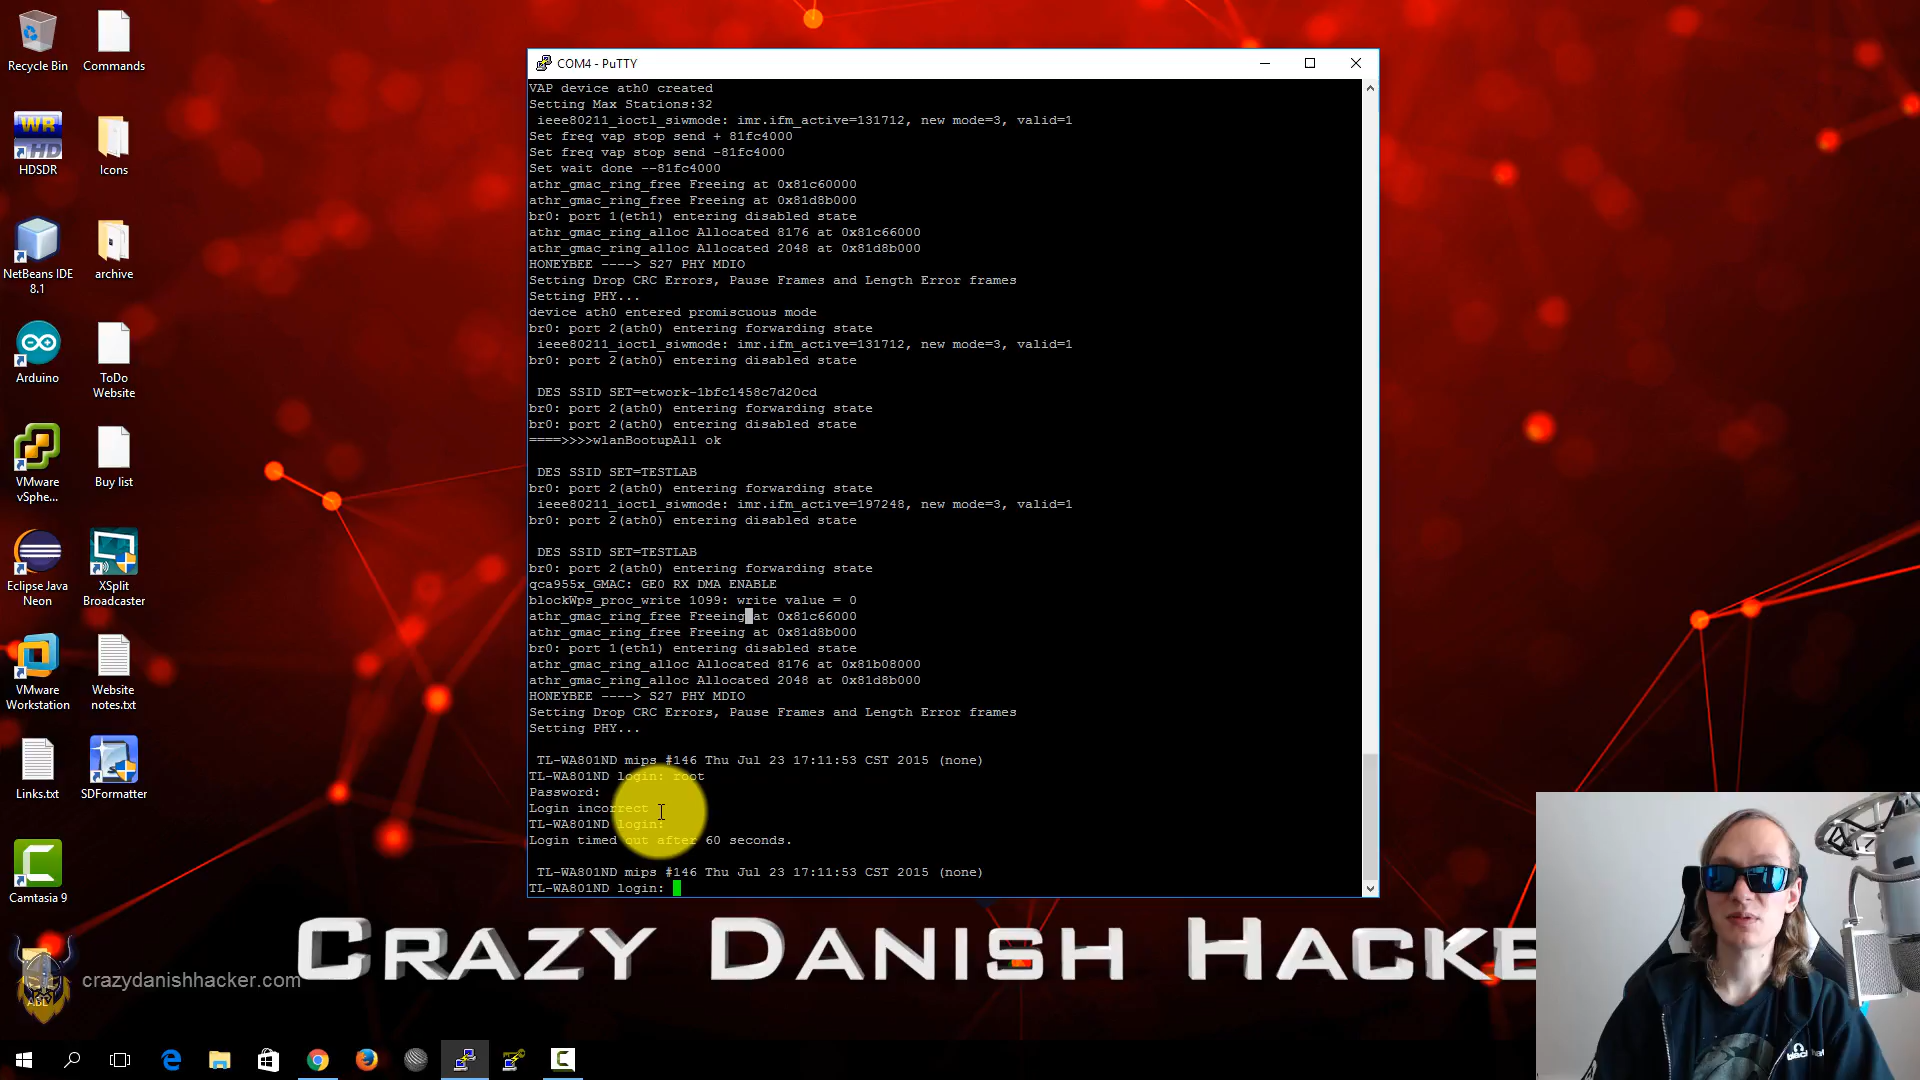 Recycle Bin
Commands
HDSDR
Icons
NetBeans IDE
8.1
archive
Arduino
ToDo
Website
VMware
vSphe...
Buy list
Eclipse Java
Neon
XSplit
Broadcaster
VMware
Workstation
Website
notes.txt
Links.txt
SDFormatter
Camtasia 9
crazydanishhacker.com
COM4 - PuTTY
VAP device ath0 created
Setting Max Stations:32
ieee80211_ioctl_siwmode: imr.ifm_active=131712, new mode=3, valid=1
Set freq vap stop send + 81fc4000
Set freq vap stop send -81fc4000
Set wait done --81fc4000
athr_gmac_ring_free Freeing at 0x81c60000
athr_gmac_ring_free Freeing at 0x81d8b000
br0: port 1(eth1) entering disabled state
athr_gmac_ring_alloc Allocated 8176 at 0x81c66000
athr_gmac_ring_alloc Allocated 2048 at 0x81d8b000
HONEYBEE ----> S27 PHY MDIO
Setting Drop CRC Errors, Pause Frames and Length Error frames
Setting PHY...
device ath0 entered promiscuous mode
br0: port 2(ath0) entering forwarding state
ieee80211_ioctl_siwmode: imr.ifm_active=131712, new mode=3, valid=1
br0: port 2(ath0) entering disabled state
DES SSID SET=etwork-1bfc1458c7d20cd
br0: port 2(ath0) entering forwarding state
br0: port 2(ath0) entering disabled state
====>>>>wlanBootupAll ok
DES SSID SET=TESTLAB
br0: port 2(ath0) entering forwarding state
ieee80211_ioctl_siwmode: imr.ifm_active=197248, new mode=3, valid=1
br0: port 2(ath0) entering disabled state
DES SSID SET=TESTLAB
br0: port 2(ath0) entering forwarding state
qca955x_GMAC: GE0 RX DMA ENABLE
blockWps_proc_write 1099: write value = 0
athr_gmac_ring_free Freeing at 0x81c66000
athr_gmac_ring_free Freeing at 0x81d8b000
br0: port 1(eth1) entering disabled state
athr_gmac_ring_alloc Allocated 8176 at 0x81b08000
athr_gmac_ring_alloc Allocated 2048 at 0x81d8b000
HONEYBEE ----> S27 PHY MDIO
Setting Drop CRC Errors, Pause Frames and Length Error frames
Setting PHY...
TL-WA801ND mips #146 Thu Jul 23 17:11:53 CST 2015 (none)
TL-WA801ND login: root
Password:
Login incorrect
TL-WA801ND login:
Login timed out after 60 seconds.
TL-WA801ND mips #146 Thu Jul 23 17:11:53 CST 2015 (none)
TL-WA801ND login:
CRAZY DANISH HACKE